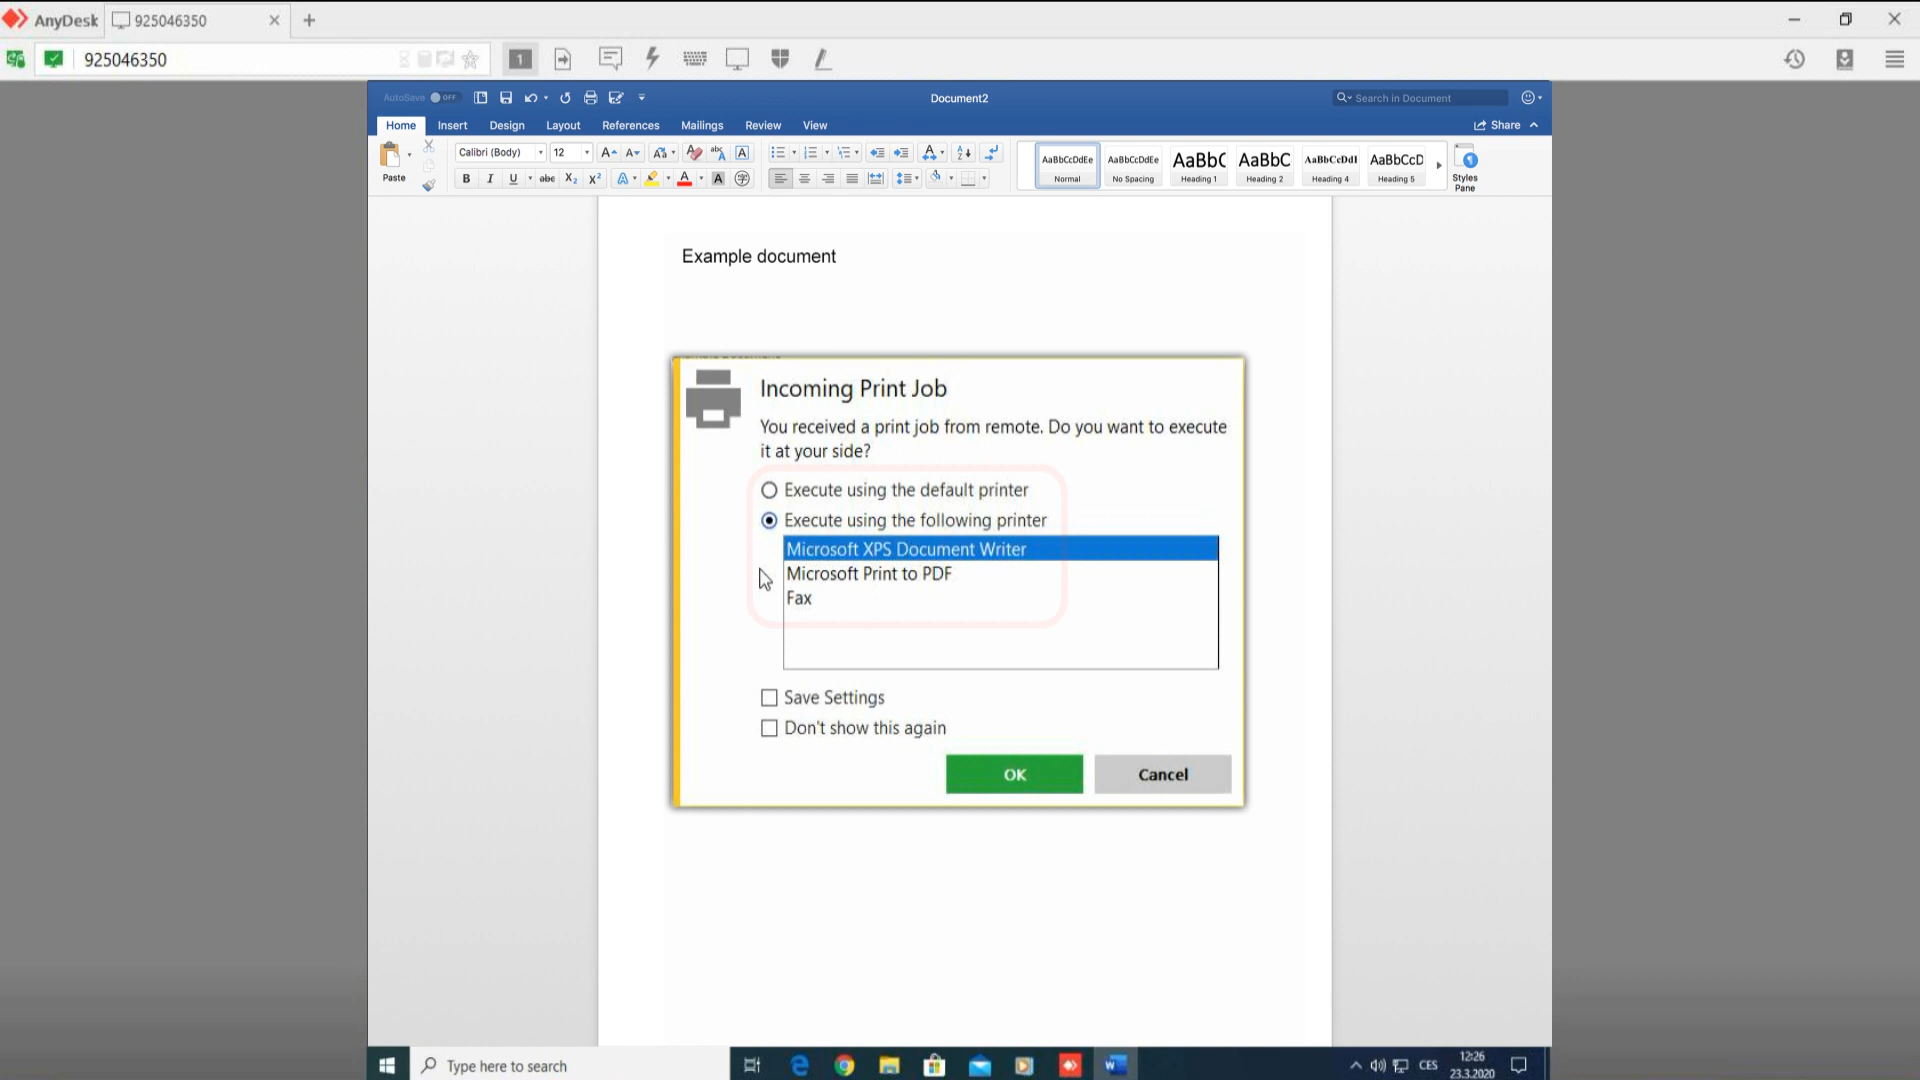 AnyDesk
925046350
925046350
1
AutoSave OFF
Document2
Search in Document
Home
Insert
Design
Layout
References
Mailings
Review
View
Share
Paste
Calibri (Body)
12
AaBbCcDdEe
Normal
AaBbCcDdEe
No Spacing
AaBbC
Heading 1
AaBbC
Heading 2
AaBbCcDdI
Heading 4
AaBbCcD
Heading 5
Styles
Pane
Example document
Incoming Print Job
You received a print job from remote. Do you want to execute
it at your side?
Execute using the default printer
Execute using the following printer
Microsoft XPS Document Writer
Microsoft Print to PDF
Fax
Save Settings
Don't show this again
OK
Cancel
Type here to search
CES
12:26
23.3.2020